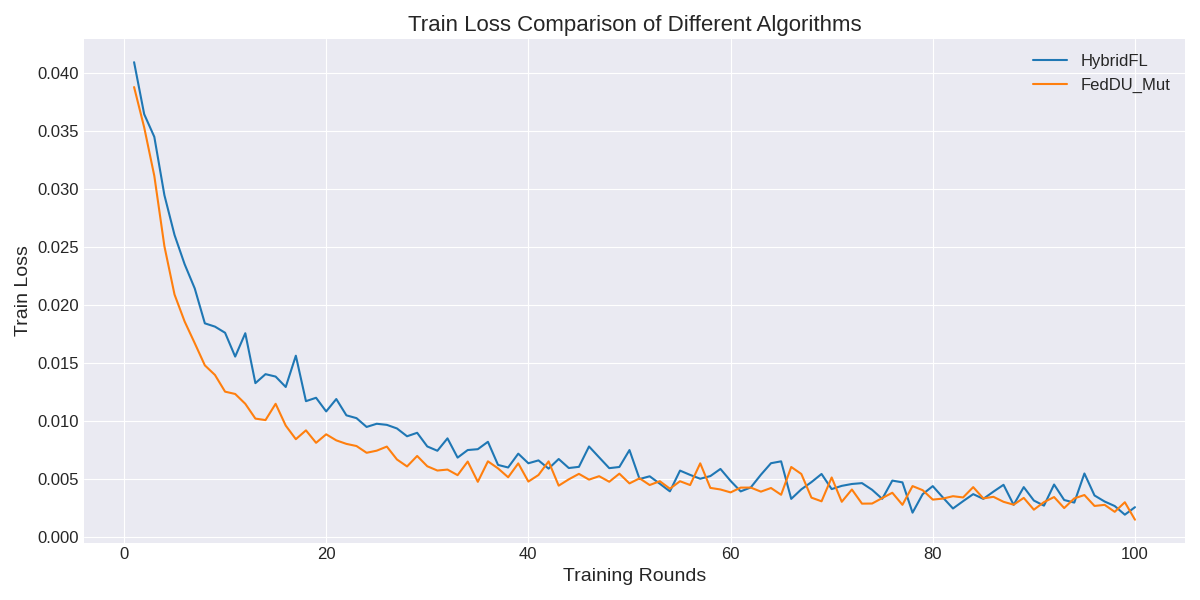 Train Loss Comparison of Different Algorithms
HybridFL
FedDU_Mut
0.040
0.035
0.030
0.025
0.020
0.015
0.010
0.005
0.000
Train Loss
0 20 40 60 80 100
Training Rounds